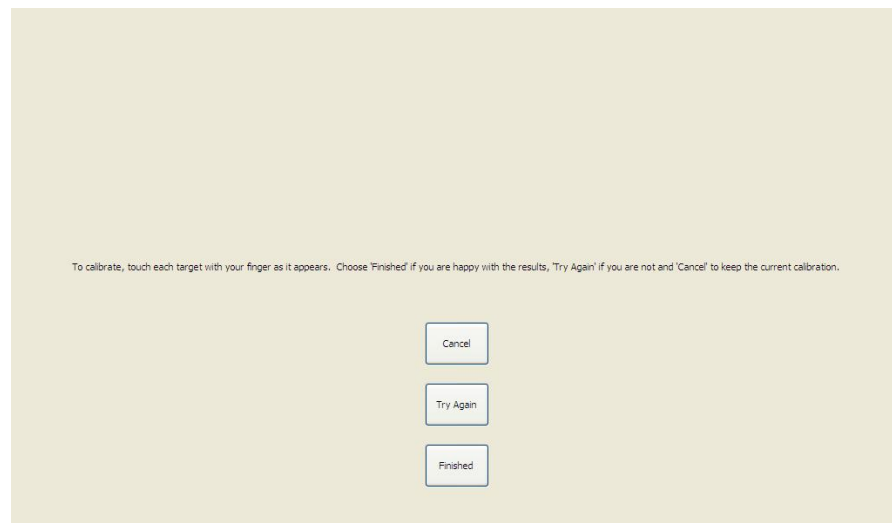 To calibrate, touch each target with your finger as it appears.  Choose 'Finished' if you are happy with the results, 'Try Again' if you are not and 'Cancel' to keep the current calibration.
Cancel
Try Again
Finished